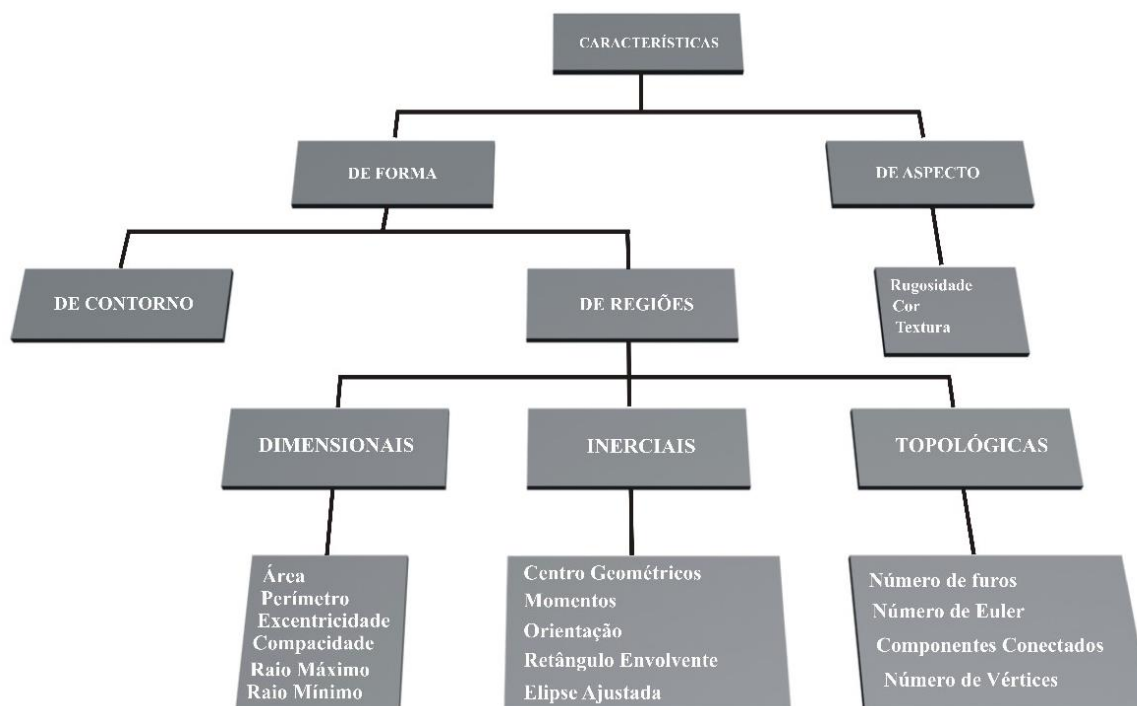 CARACTERÍSTICAS
DE FORMA
DE ASPECTO
DE CONTORNO
DE REGIÕES
Rugosidade
Cor
Textura
DIMENSIONAIS
INERCIAIS
TOPOLÓGICAS
Área
Perímetro
Excentricidade
Compacidade
Raio Máximo
Raio Mínimo
Centro Geométricos
Momentos
Orientação
Retângulo Envolvente
Elipse Ajustada
Número de furos
Número de Euler
Componentes Conectados
Número de Vértices